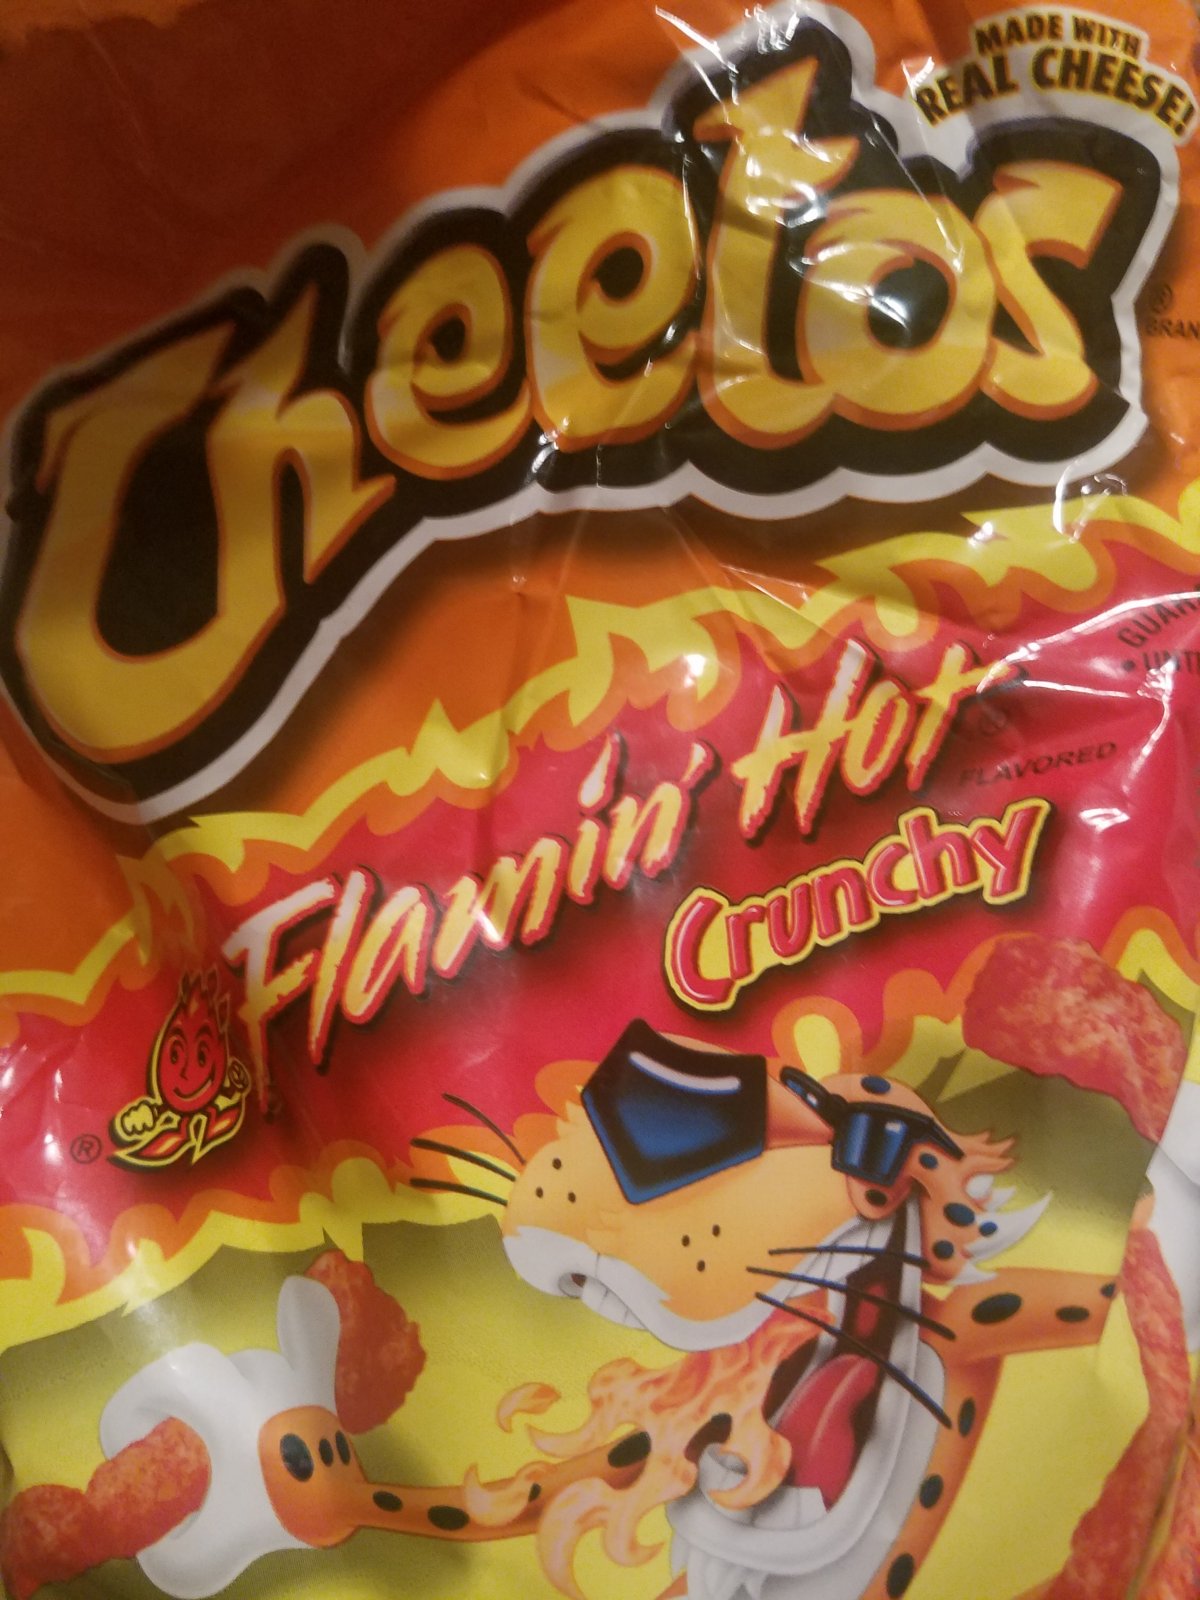 MADE WITH
REAL CHEESE!
Cheetos
®
Flamin' Hot
®
FLAVORED
Crunchy
®